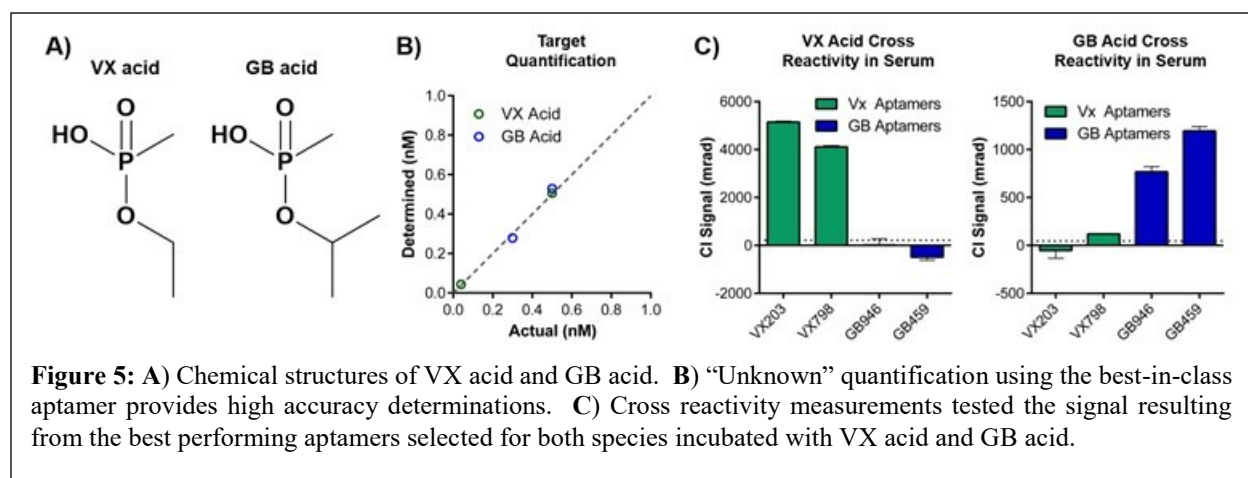 A)
VX acid
GB acid
O
HO
P
O
O
HO
P
O
B)
Target
Quantification
VX Acid
GB Acid
Determined (nM)
1.0
0.8
0.6
0.4
0.2
0.0
0.0 0.2 0.4 0.6 0.8 1.0
Actual (nM)
C)
VX Acid Cross
Reactivity in Serum
Vx Aptamers
GB Aptamers
CI Signal (mrad)
6000
4000
2000
0
-2000
VX203
VX798
GB946
GB459
GB Acid Cross
Reactivity in Serum
Vx Aptamers
GB Aptamers
CI Signal (mrad)
1500
1000
500
0
-500
VX203
VX798
GB946
GB459
Figure 5: A) Chemical structures of VX acid and GB acid. B) “Unknown” quantification using the best-in-class
aptamer provides high accuracy determinations. C) Cross reactivity measurements tested the signal resulting
from the best performing aptamers selected for both species incubated with VX acid and GB acid.